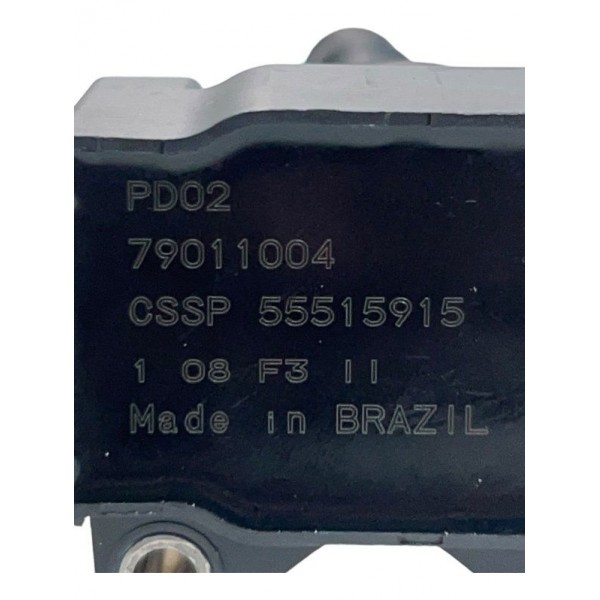 PD02
79011004
CSSP 55515915
1 08 F3 II
Made in BRAZIL